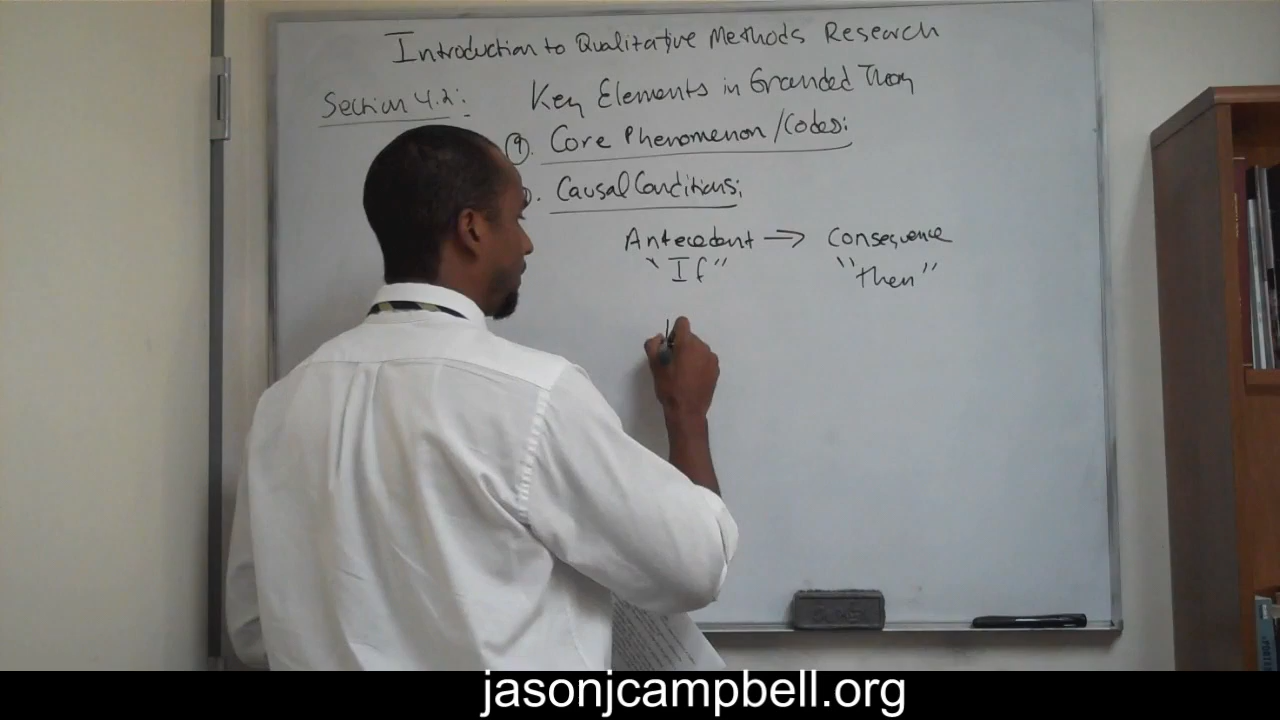 Introduction to Qualitative Methods Research
Section 4.2: Key Elements in Grounded Theory
9. Core Phenomenon/Codes:
Causal Conditions:
Antecedent → Consequence
"If" "then"
jasonjcampbell.org